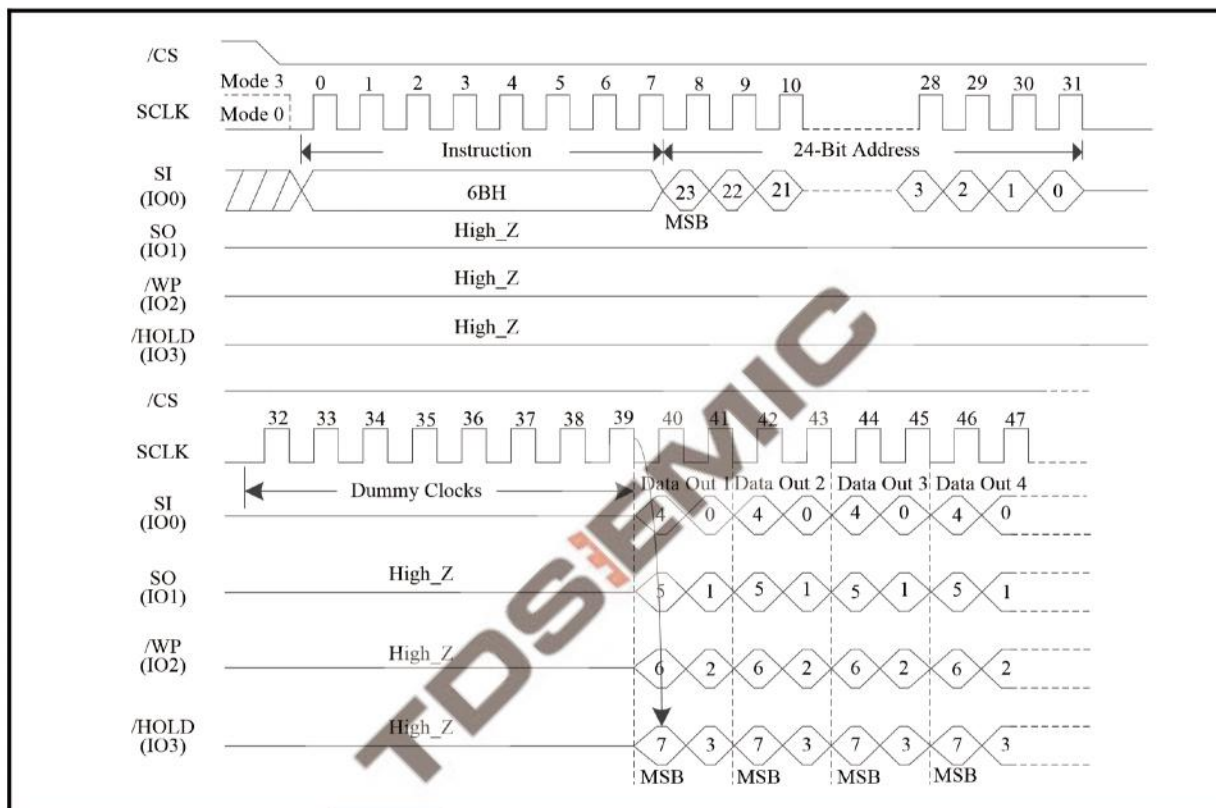 /CS
Mode 3 0 1 2 3 4 5 6 7 8 9 10 28 29 30 31
SCLK Mode 0
Instruction 24-Bit Address
SI
(IO0) 6BH 23 22 21 3 2 1 0
MSB
SO
(IO1) High_Z
/WP
(IO2) High_Z
/HOLD
(IO3) High_Z
/CS
32 33 34 35 36 37 38 39 40 41 42 43 44 45 46 47
SCLK
Dummy Clocks Data Out 1 Data Out 2 Data Out 3 Data Out 4
SI
(IO0) 4 0 4 0 4 0 4 0
SO
(IO1) High_Z 5 1 5 1 5 1 5 1
/WP
(IO2) High_Z 6 2 6 2 6 2 6 2
/HOLD
(IO3) High_Z 7 3 7 3 7 3 7 3
MSB MSB MSB MSB
TDSEMIC